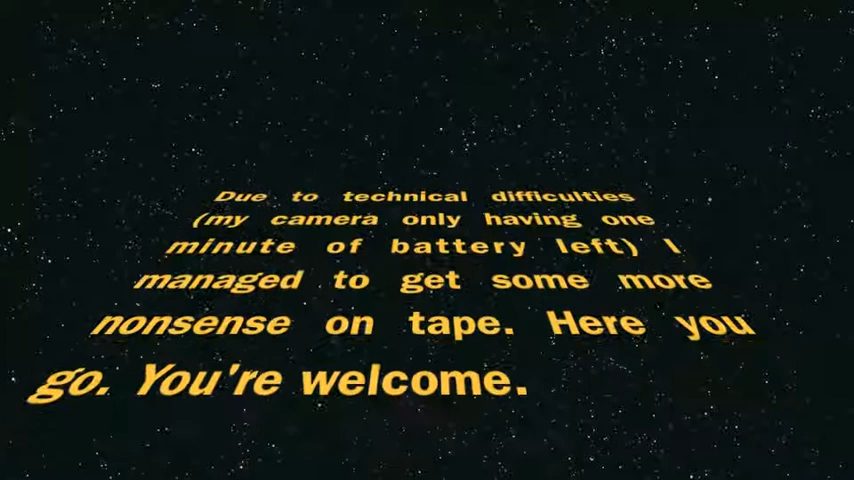 Due to technical difficulties
(my camera only having one
minute of battery left) I
managed to get some more
nonsense on tape. Here you
go. You're welcome.